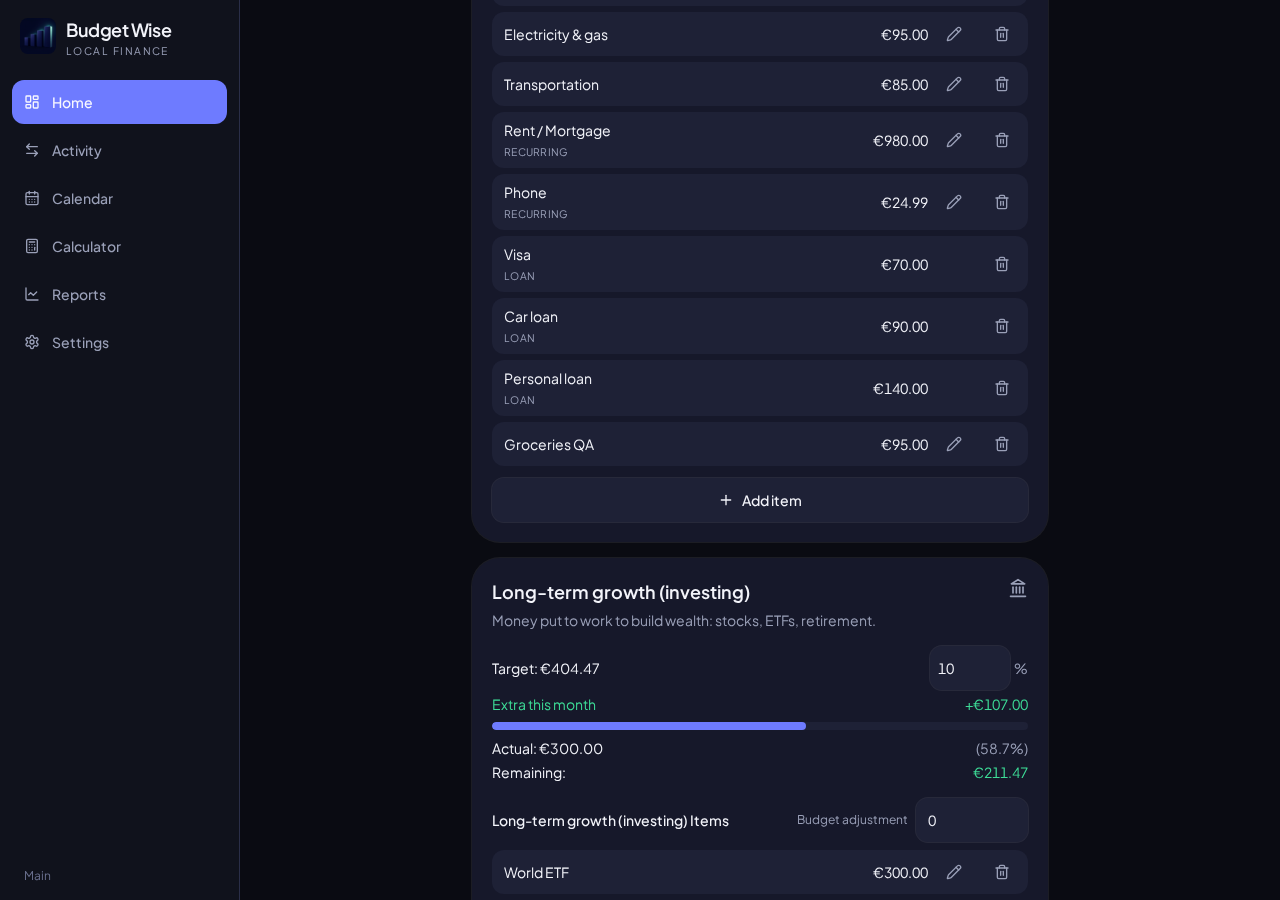 BudgetWise
LOCAL FINANCE
Home
Activity
Calendar
Calculator
Reports
Settings
Main
Electricity & gas €95.00
Transportation €85.00
Rent / Mortgage €980.00
RECURRING
Phone €24.99
RECURRING
Visa €70.00
LOAN
Car loan €90.00
LOAN
Personal loan €140.00
LOAN
Groceries QA €95.00
Add item
Long-term growth (investing)
Money put to work to build wealth: stocks, ETFs, retirement.
Target: €404.47 10 %
Extra this month +€107.00
Actual: €300.00 (58.7%)
Remaining: €211.47
Long-term growth (investing) Items Budget adjustment 0
World ETF €300.00